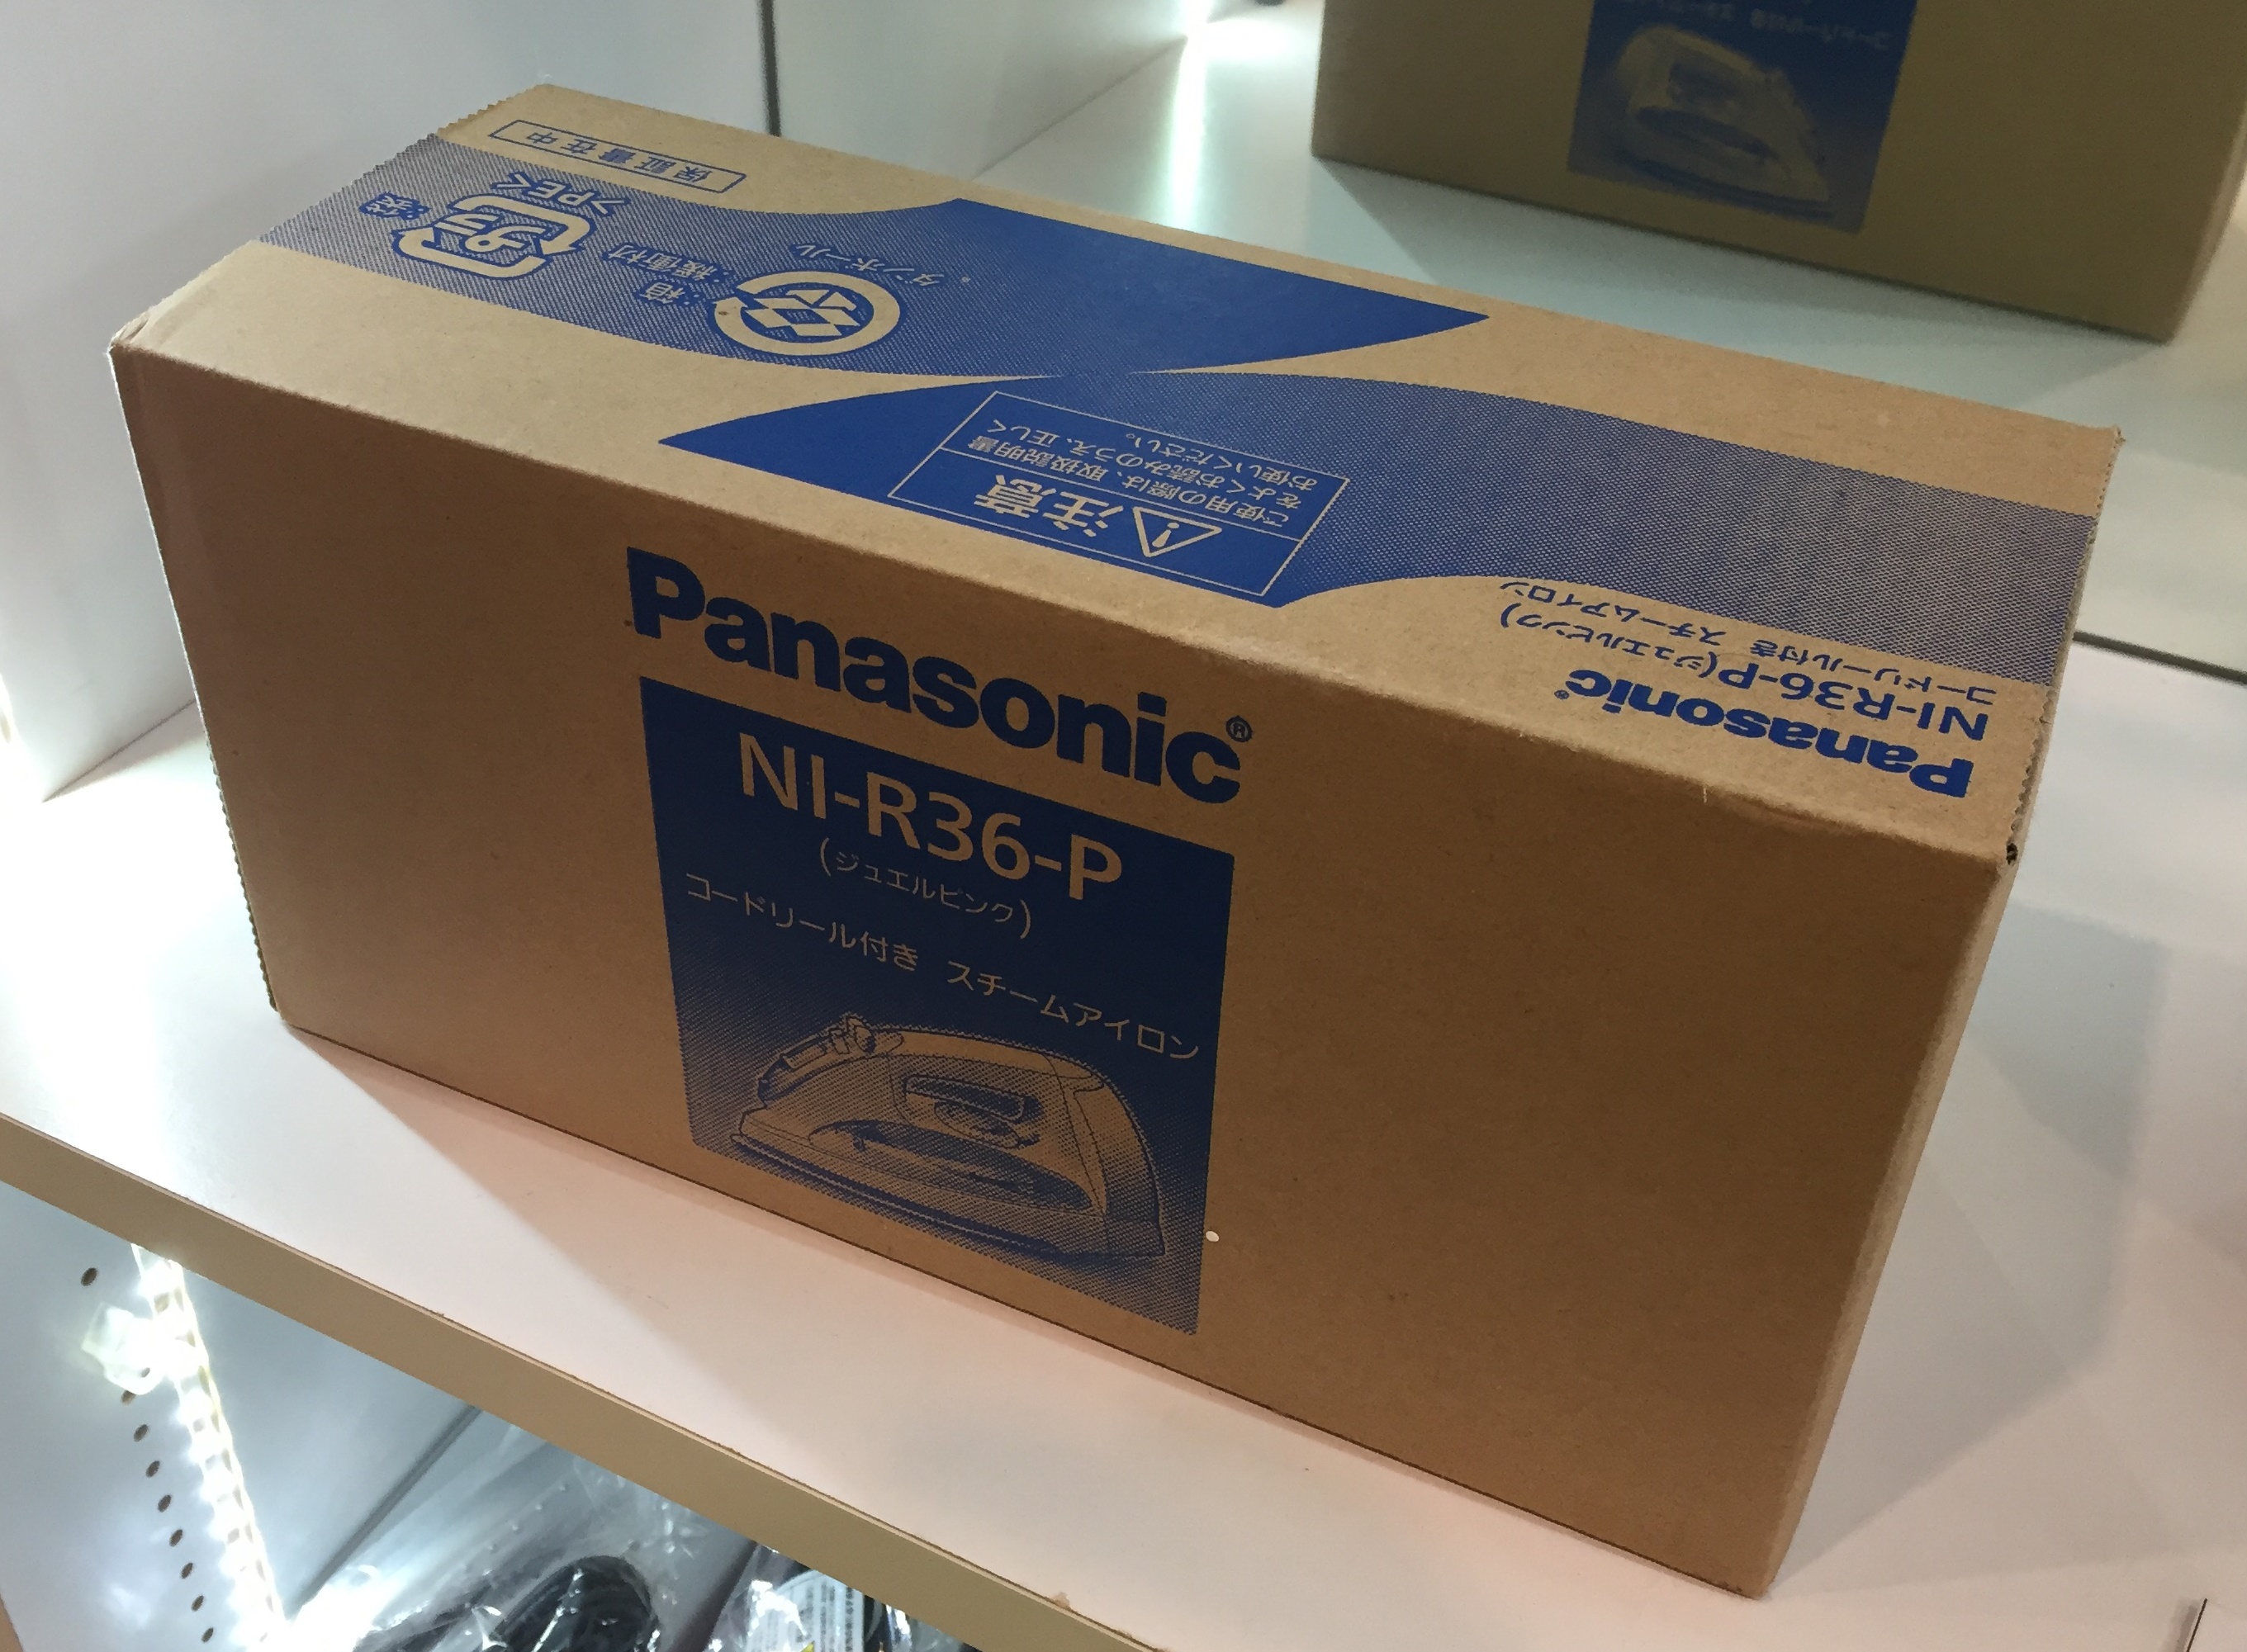 保証書在中
プラ
:袋
>PE<
ダンボール
:箱
:緩衝材
⚠注意
ご使用の際は、取扱説明書
をよくお読みのうえ、正しく
お使いください。
Panasonic®
NI-R36-P(ジュエルピンク)
コードリール付き スチームアイロン
Panasonic®
NI-R36-P
(ジュエルピンク)
コードリール付き スチームアイロン